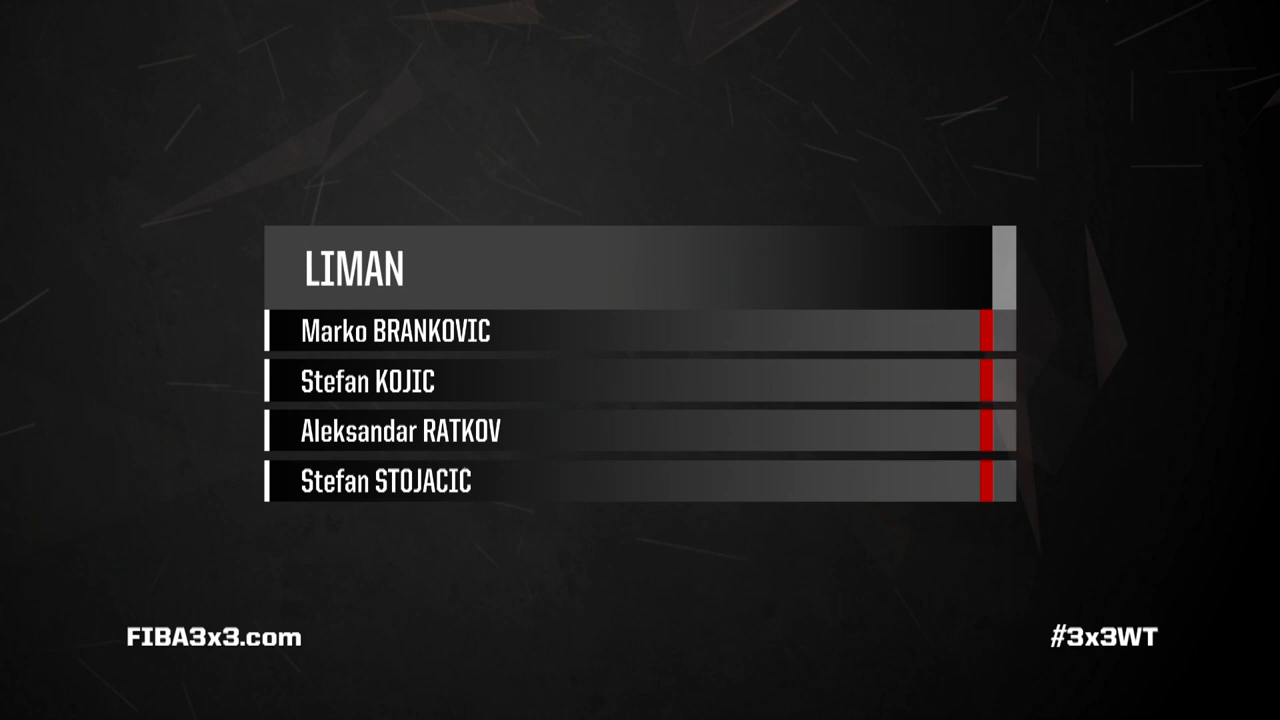 LIMAN
Marko BRANKOVIC
Stefan KOJIC
Aleksandar RATKOV
Stefan STOJACIC
FIBA3x3.com
#3x3WT